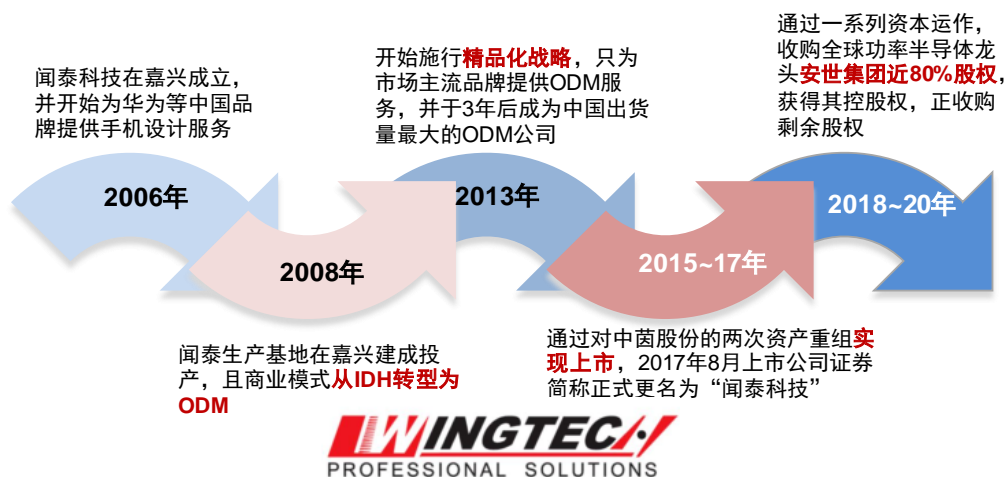 闻泰科技在嘉兴成立，
并开始为华为等中国品
牌提供手机设计服务
2006年
闻泰生产基地在嘉兴建成投
产，且商业模式从IDH转型为
ODM
2008年
开始施行精品化战略，只为
市场主流品牌提供ODM服
务，并于3年后成为中国出货
量最大的ODM公司
2013年
通过对中茵股份的两次资产重组实
现上市，2017年8月上市公司证券
简称正式更名为“闻泰科技”
2015~17年
通过一系列资本运作，
收购全球功率半导体龙
头安世集团近80%股权，
获得其控股权，正收购
剩余股权
2018~20年
WINGTECH
PROFESSIONAL SOLUTIONS